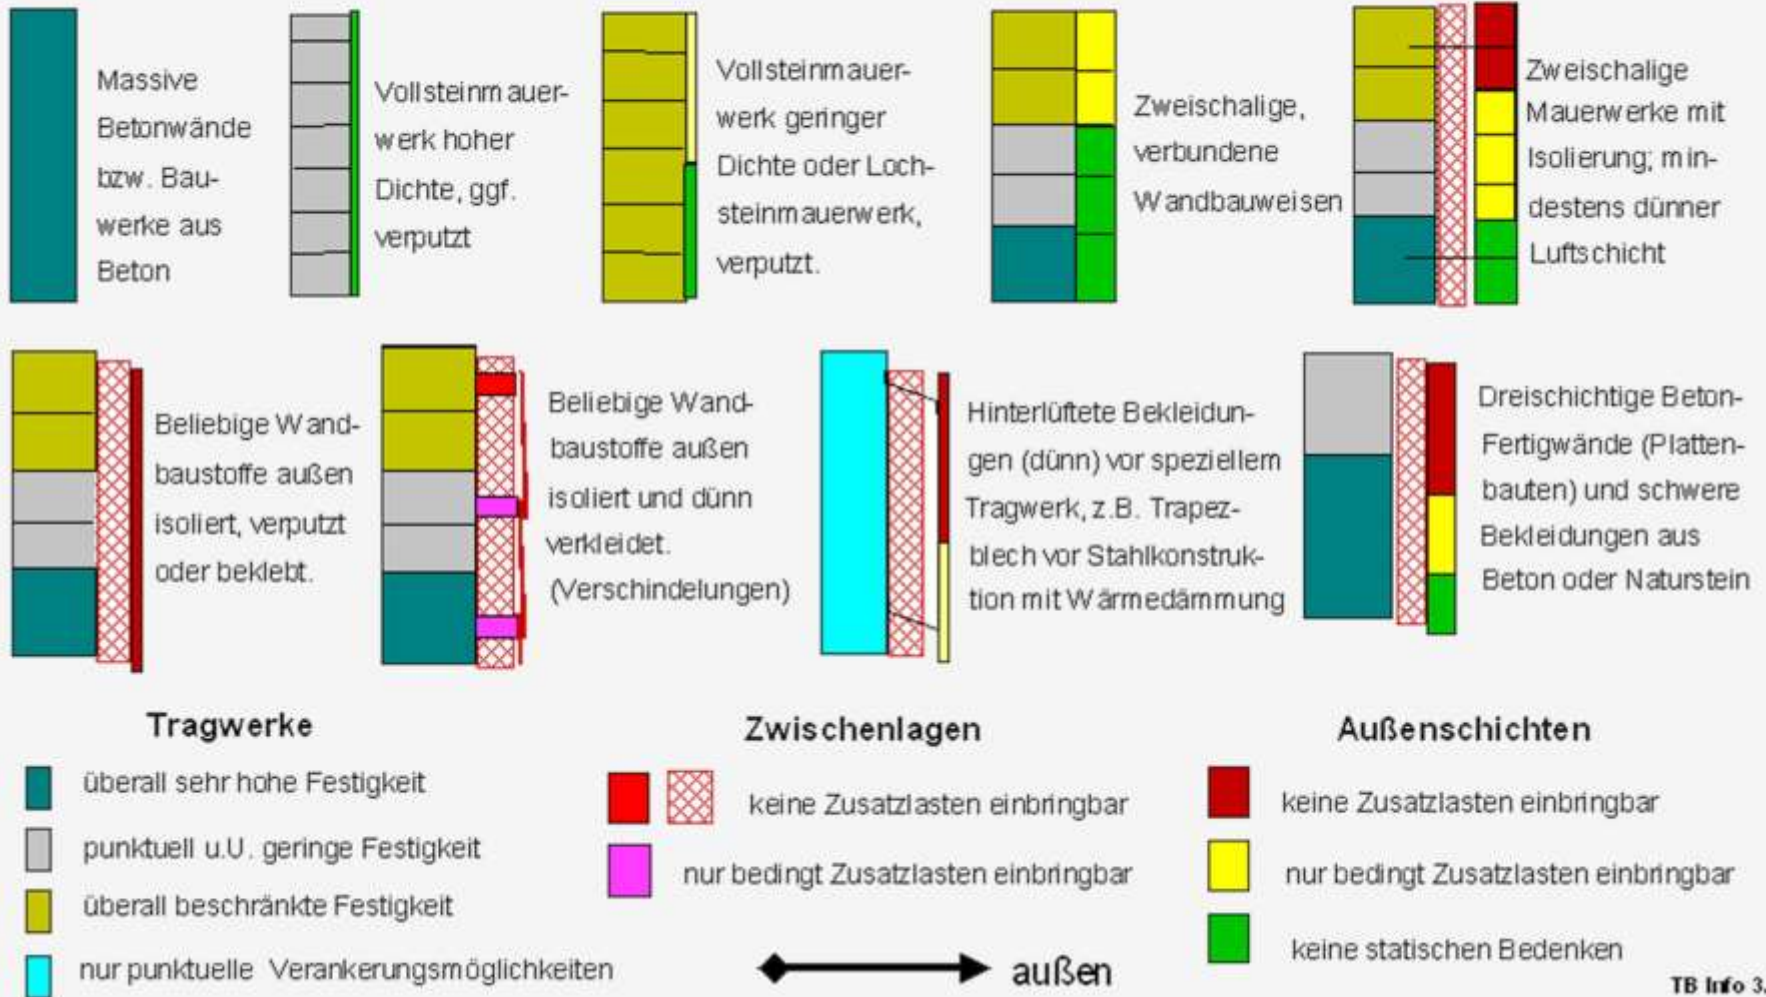 Massive
Betonwände
bzw. Bau-
werke aus
Beton
Vollsteinmauer-
werk hoher
Dichte, ggf.
verputzt
Vollsteinmauer-
werk geringer
Dichte oder Loch-
steinmauerwerk,
verputzt.
Zweischalige,
verbundene
Wandbauweisen
Zweischalige
Mauerwerke mit
Isolierung; min-
destens dünner
Luftschicht
Beliebige Wand-
baustoffe außen
isoliert, verputzt
oder beklebt.
Beliebige Wand-
baustoffe außen
isoliert und dünn
verkleidet.
(Verschindelungen)
Hinterlüftete Bekleidun-
gen (dünn) vor speziellem
Tragwerk, z.B. Trapez-
blech vor Stahlkonstruk-
tion mit Wärmedämmung
Dreischichtige Beton-
Fertigwände (Platten-
bauten) und schwere
Bekleidungen aus
Beton oder Naturstein
Tragwerke
überall sehr hohe Festigkeit
punktuell u.U. geringe Festigkeit
überall beschränkte Festigkeit
nur punktuelle Verankerungsmöglichkeiten
Zwischenlagen
keine Zusatzlasten einbringbar
nur bedingt Zusatzlasten einbringbar
außen
Außenschichten
keine Zusatzlasten einbringbar
nur bedingt Zusatzlasten einbringbar
keine statischen Bedenken
TB Info 3.